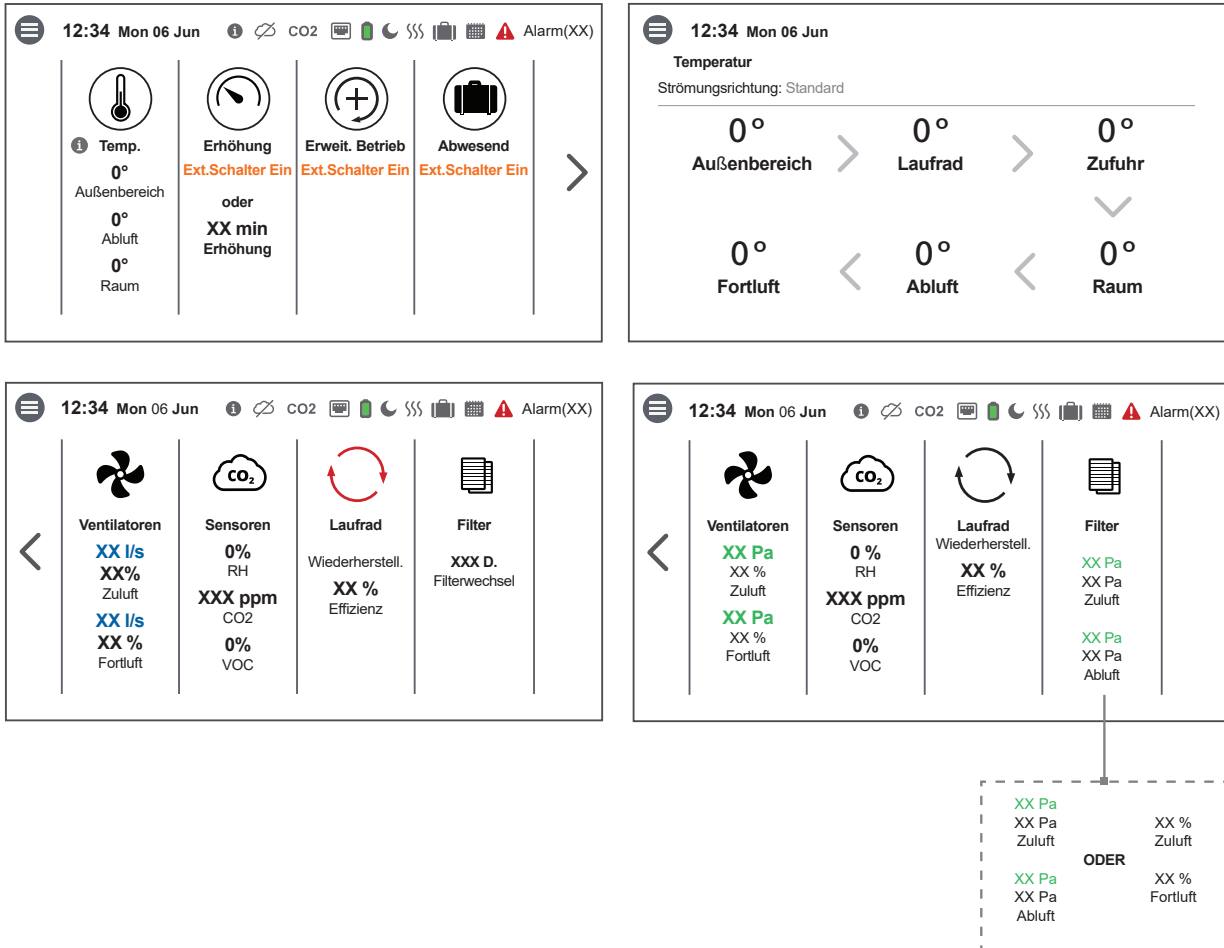 12:34 Mon 06 Jun CO2 Alarm(XX)
Temp.
0°
Außenbereich
0°
Abluft
0°
Raum
Erhöhung
Ext.Schalter Ein
oder
XX min
Erhöhung
Erweit. Betrieb
Ext.Schalter Ein
Abwesend
Ext.Schalter Ein
12:34 Mon 06 Jun
Temperatur
Strömungsrichtung: Standard
0° 0° 0°
Außenbereich Laufrad Zufuhr
0° 0° 0°
Fortluft Abluft Raum
12:34 Mon 06 Jun CO2 Alarm(XX)
Ventilatoren
XX l/s
XX%
Zuluft
XX l/s
XX %
Fortluft
CO₂
Sensoren
0%
RH
XXX ppm
CO2
0%
VOC
Laufrad
Wiederherstell.
XX %
Effizienz
Filter
XXX D.
Filterwechsel
12:34 Mon 06 Jun CO2 Alarm(XX)
Ventilatoren
XX Pa
XX %
Zuluft
XX Pa
XX %
Fortluft
CO₂
Sensoren
0 %
RH
XXX ppm
CO2
0%
VOC
Laufrad
Wiederherstell.
XX %
Effizienz
Filter
XX Pa
XX Pa
Zuluft
XX Pa
XX Pa
Abluft
XX Pa
XX Pa
Zuluft
XX Pa
XX Pa
Abluft
ODER
XX %
Zuluft
XX %
Fortluft